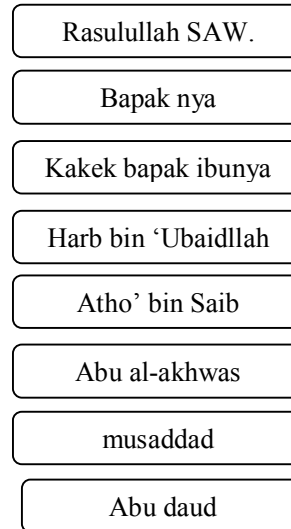 Rasulullah SAW.
Bapak nya
Kakek bapak ibunya
Harb bin ‘Ubaidllah
Atho’ bin Saib
Abu al-akhwas
musaddad
Abu daud